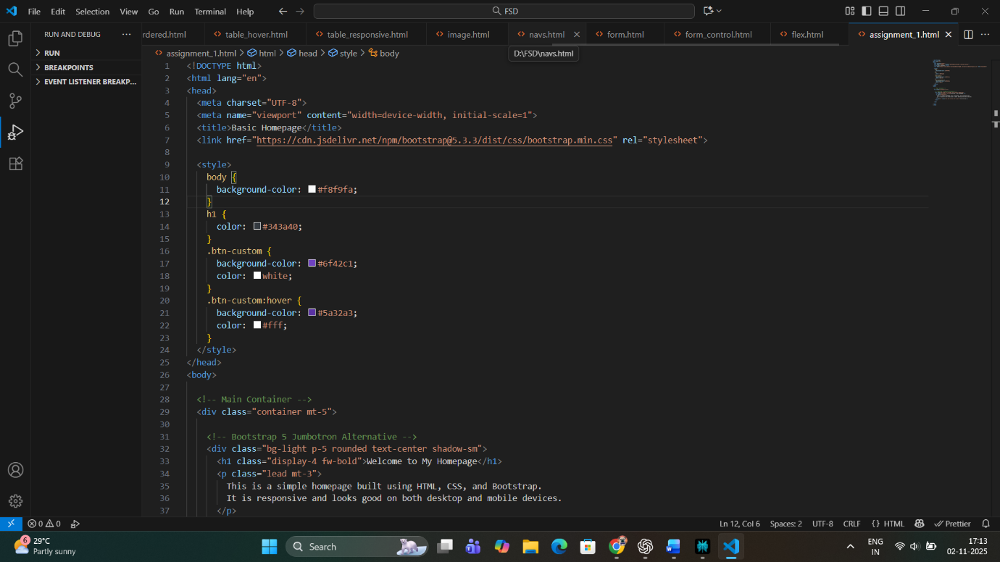 File Edit Selection View Go Run Terminal Help
FSD
RUN AND DEBUG
rdered.html table_hover.html table_responsive.html image.html navs.html form.html form_control.html flex.html assignment_1.html
assignment_1.html > html > head > style > body
D:\FSD\navs.html
RUN
BREAKPOINTS
EVENT LISTENER BREAKP...
1 <!DOCTYPE html>
2 <html lang="en">
3 <head>
4 <meta charset="UTF-8">
5 <meta name="viewport" content="width=device-width, initial-scale=1">
6 <title>Basic Homepage</title>
7 <link href="https://cdn.jsdelivr.net/npm/bootstrap@5.3.3/dist/css/bootstrap.min.css" rel="stylesheet">
8
9 <style>
10 body {
11 background-color: #f8f9fa;
12 }
13 h1 {
14 color: #343a40;
15 }
16 .btn-custom {
17 background-color: #6f42c1;
18 color: white;
19 }
20 .btn-custom:hover {
21 background-color: #5a32a3;
22 color: #fff;
23 }
24 </style>
25 </head>
26 <body>
27
28 <!-- Main Container -->
29 <div class="container mt-5">
30
31 <!-- Bootstrap 5 Jumbotron Alternative -->
32 <div class="bg-light p-5 rounded text-center shadow-sm">
33 <h1 class="display-4 fw-bold">Welcome to My Homepage</h1>
34 <p class="lead mt-3">
35 This is a simple homepage built using HTML, CSS, and Bootstrap.
36 It is responsive and looks good on both desktop and mobile devices.
37 </p>
0 0 Ln 12, Col 6 Spaces: 2 UTF-8 CRLF {} HTML Prettier
6 29°C
Partly sunny
Search
ENG
IN
17:13
02-11-2025